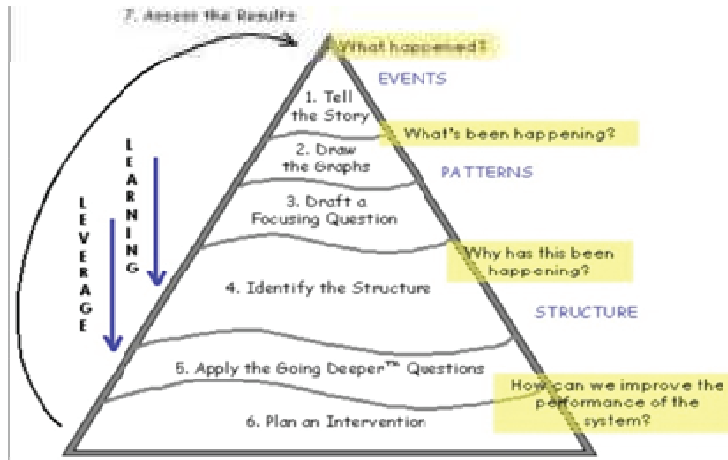 7. Assess the Results
What happened?
EVENTS
1. Tell
the Story
What's been happening?
2. Draw
the Graphs
PATTERNS
LEARNING
LEVERAGE
3. Draft a
Focusing Question
Why has this been
happening?
4. Identify the Structure
STRUCTURE
5. Apply the Going Deeper™ Questions
How can we improve the
performance of the
system?
6. Plan an Intervention